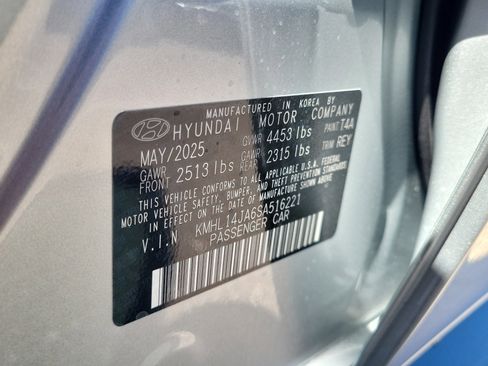 MANUFACTURED IN KOREA BY
HYUNDAI MOTOR COMPANY
MAY/2025 GVWR 4453 lbs PAINT: T4A
GAWR FRONT 2513 lbs GAWR REAR 2315 lbs TRIM REY
THIS VEHICLE CONFORMS TO ALL APPLICABLE U.S.A. FEDERAL
MOTOR VEHICLE SAFETY, BUMPER, AND THEFT PREVENTION STANDARDS
IN EFFECT ON THE DATE OF MANUFACTURE SHOWN ABOVE.
V.I.N KMHL14JA6SA516221
PASSENGER CAR